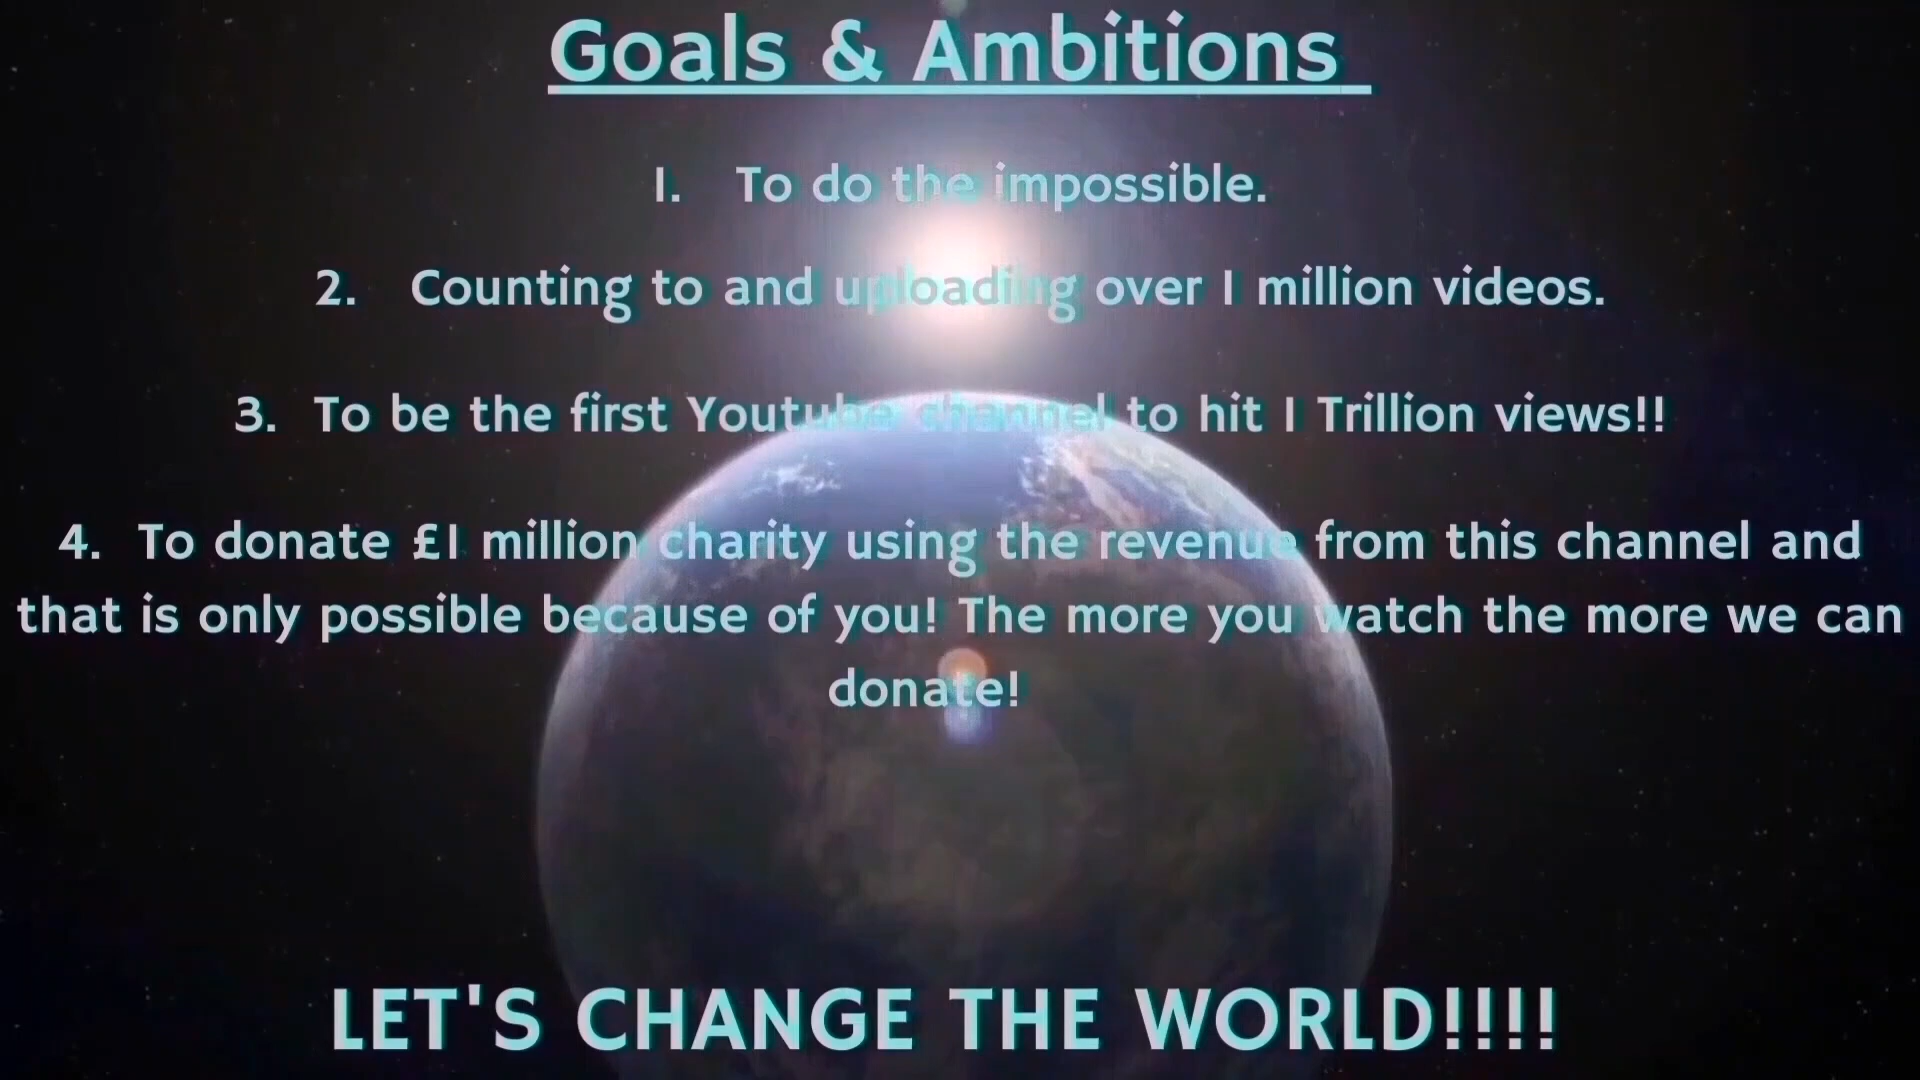 Goals & Ambitions
1. To do the impossible.
2. Counting to and uploading over 1 million videos.
3. To be the first Youtube channel to hit 1 Trillion views!!
4. To donate £1 million charity using the revenue from this channel and
that is only possible because of you! The more you watch the more we can
donate!
LET'S CHANGE THE WORLD!!!!